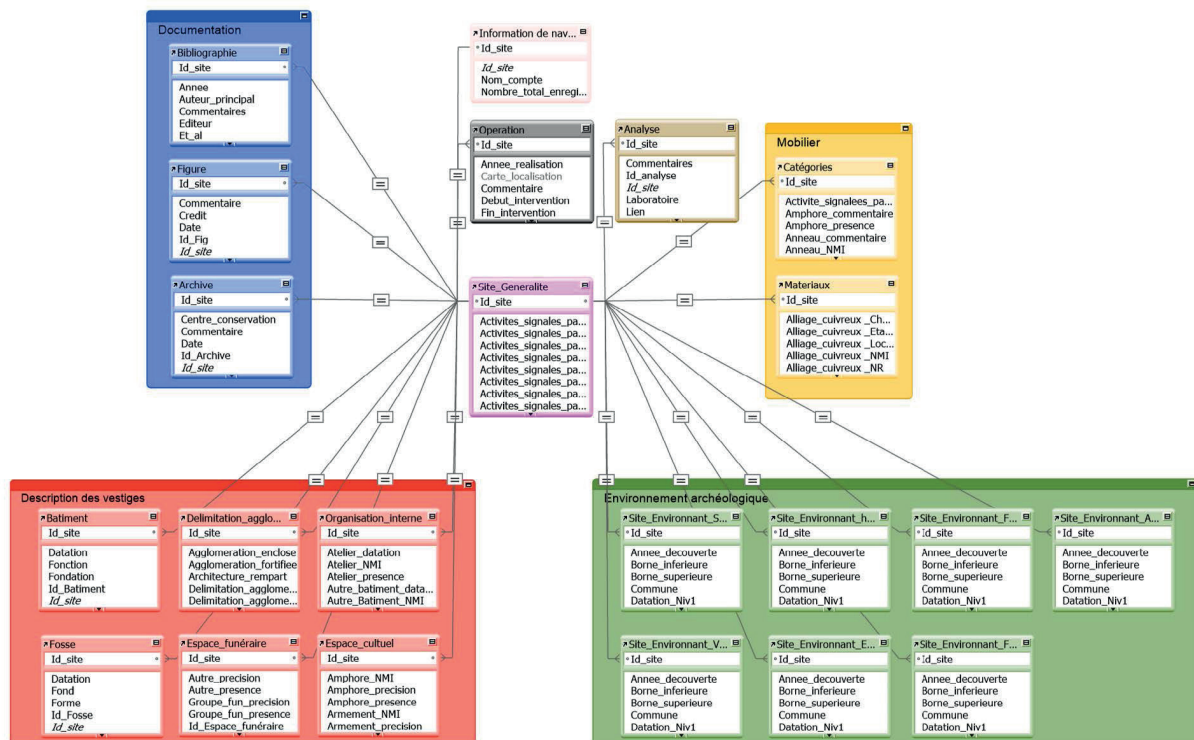 Documentation
Bibliographie
Id_site
Annee
Auteur_principal
Commentaires
Editeur
Et_al
Figure
Id_site
Commentaire
Credit
Date
Id_Fig
Id_site
Archive
Id_site
Centre_conservation
Commentaire
Date
Id_Archive
Id_site
Information de nav...
Id_site
Id_site
Nom_compte
Nombre_total_enregi...
Operation
Id_site
Annee_realisation
Carte_localisation
Commentaire
Debut_intervention
Fin_intervention
Analyse
Id_site
Commentaires
Id_analyse
Id_site
Laboratoire
Lien
Mobilier
Catégories
Id_site
Activite_signalees_pa...
Amphore_commentaire
Amphore_presence
Anneau_commentaire
Anneau_NMI
Materiaux
Id_site
Alliage_cuivreux _Ch...
Alliage_cuivreux _Eta...
Alliage_cuivreux _Loc...
Alliage_cuivreux _NMI
Alliage_cuivreux _NR
Site_Generalite
Id_site
Activites_signales_pa...
Activites_signales_pa...
Activites_signales_pa...
Activites_signales_pa...
Activites_signales_pa...
Activites_signales_pa...
Activites_signales_pa...
Activites_signales_pa...
Description des vestiges
Batiment
Id_site
Datation
Fonction
Fondation
Id_Batiment
Id_site
Delimitation_agglo...
Id_site
Agglomeration_enclose
Agglomeration_fortifiee
Architecture_rempart
Delimitation_agglome...
Delimitation_agglome...
Organisation_interne
Id_site
Atelier_datation
Atelier_NMI
Atelier_presence
Autre_batiment_data...
Autre_Batiment_NMI
Fosse
Id_site
Datation
Fond
Forme
Id_Fosse
Id_site
Espace_funéraire
Id_site
Autre_precision
Autre_presence
Groupe_fun_precision
Groupe_fun_presence
Id_Espace_funéraire
Espace_cultuel
Id_site
Amphore_NMI
Amphore_precision
Amphore_presence
Armement_NMI
Armement_precision
Environnement archéologique
Site_Environnant_S...
Id_site
Annee_decouverte
Borne_inferieure
Borne_superieure
Commune
Datation_Niv1
Site_Environnant_h...
Id_site
Annee_decouverte
Borne_inferieure
Borne_superieure
Commune
Datation_Niv1
Site_Environnant_F...
Id_site
Annee_decouverte
Borne_inferieure
Borne_superieure
Commune
Datation_Niv1
Site_Environnant_A...
Id_site
Annee_decouverte
Borne_inferieure
Borne_superieure
Commune
Datation_Niv1
Site_Environnant_V...
Id_site
Annee_decouverte
Borne_inferieure
Borne_superieure
Commune
Datation_Niv1
Site_Environnant_E...
Id_site
Annee_decouverte
Borne_inferieure
Borne_superieure
Commune
Datation_Niv1
Site_Environnant_F...
Id_site
Annee_decouverte
Borne_inferieure
Borne_superieure
Commune
Datation_Niv1